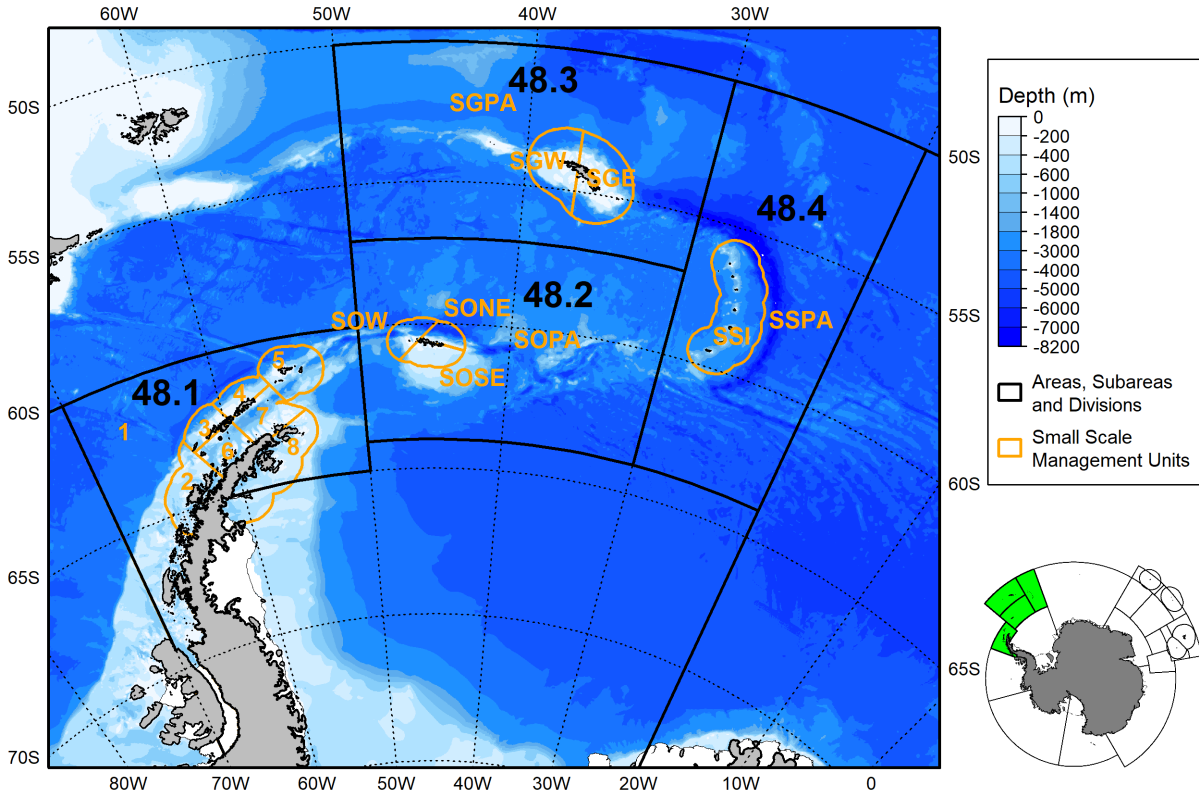 60W 50W 40W 30W
50S
55S
60S
65S
70S
48.3
SGPA
SGW
SGE
48.4
SSPA
SSI
48.2
SOW
SONE
SOPA
SOSE
48.1
1
2
3
4
5
6
7
8
50S
55S
60S
65S
80W 70W 60W 50W 40W 30W 20W 10W 0
Depth (m)
0
-200
-400
-600
-1000
-1400
-1800
-3000
-4000
-5000
-6000
-7000
-8200
Areas, Subareas
and Divisions
Small Scale
Management Units